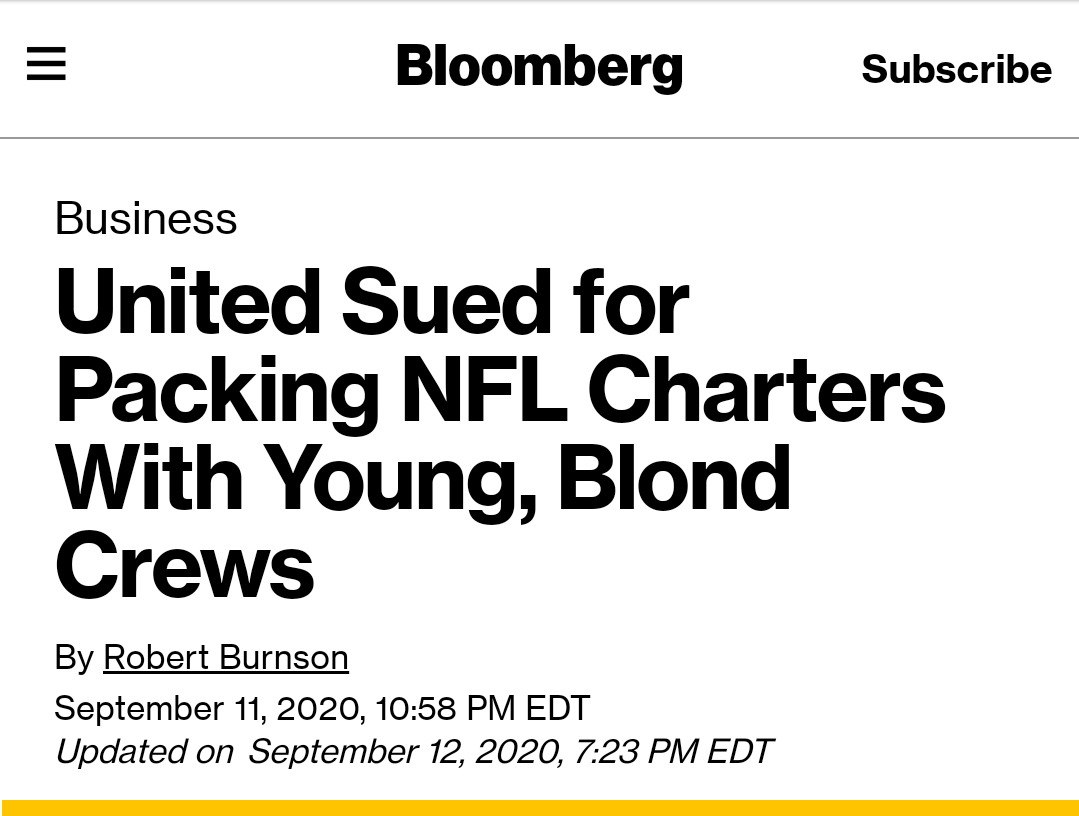 Bloomberg
Subscribe
Business
United Sued for
Packing NFL Charters
With Young, Blond
Crews
By Robert Burnson
September 11, 2020, 10:58 PM EDT
Updated on September 12, 2020, 7:23 PM EDT